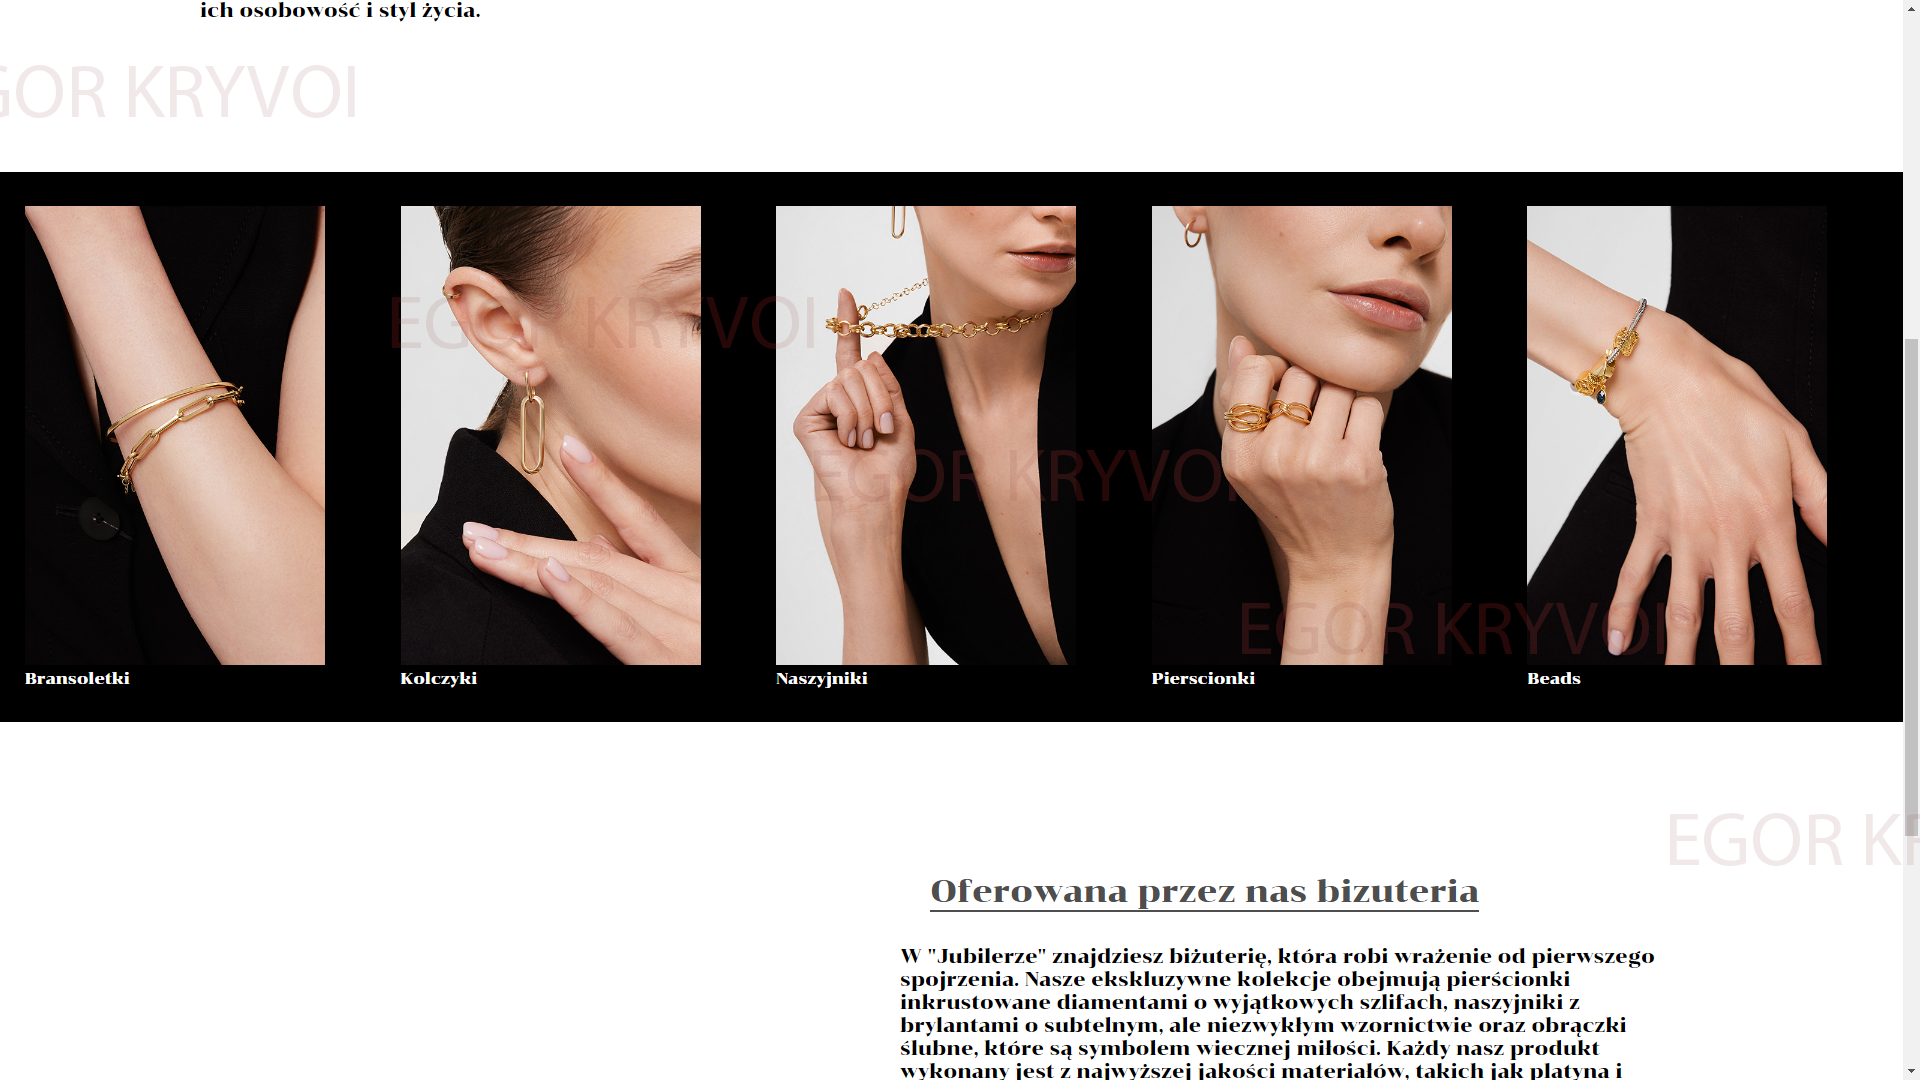 ich osobowość i styl życia.
GOR KRYVOI
EGOR KRYVOI
EGOR KRYVOI
EGOR KRYVOI
Bransoletki
Kolczyki
Naszyjniki
Pierscionki
Beads
EGOR KR
Oferowana przez nas bizuteria
W "Jubilerze" znajdziesz biżuterię, która robi wrażenie od pierwszego
spojrzenia. Nasze ekskluzywne kolekcje obejmują pierścionki
inkrustowane diamentami o wyjątkowych szlifach, naszyjniki z
brylantami o subtelnym, ale niezwykłym wzornictwie oraz obrączki
ślubne, które są symbolem wiecznej miłości. Każdy nasz produkt
wykonany jest z najwyższej jakości materiałów, takich jak platyna i